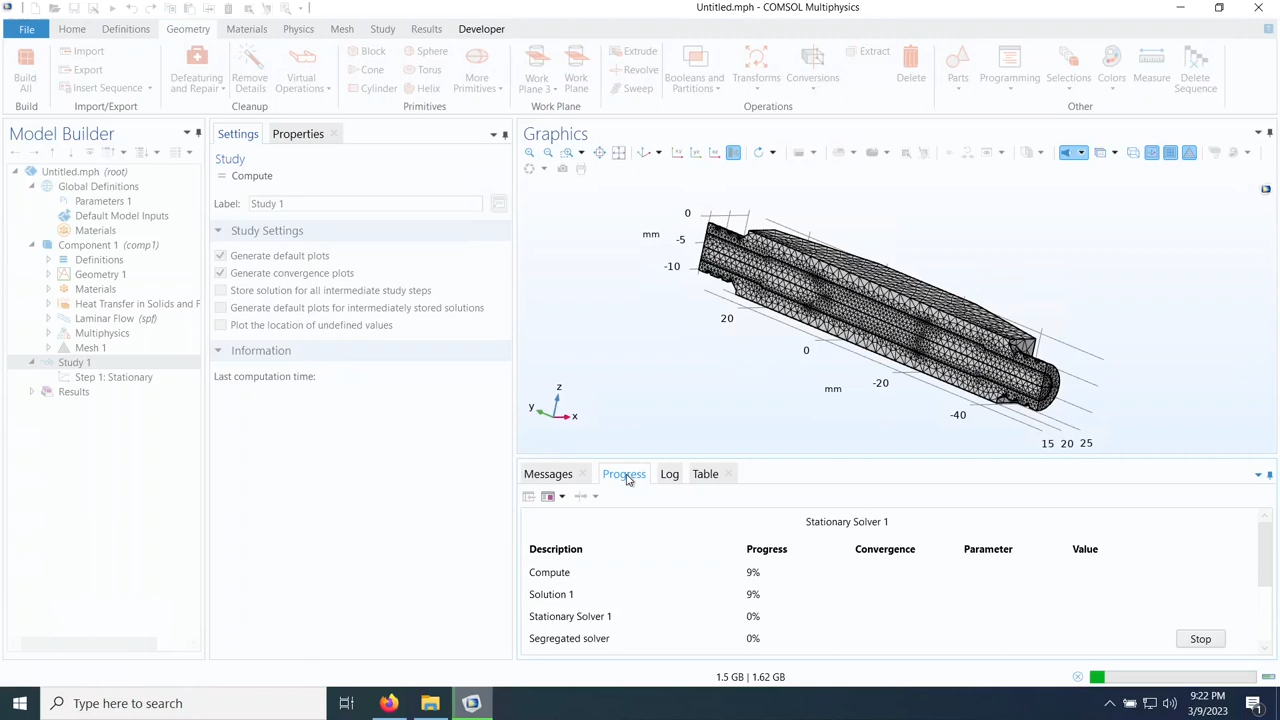 Untitled.mph - COMSOL Multiphysics
File Home Definitions Geometry Materials Physics Mesh Study Results Developer
Build All
Build
Import
Export
Insert Sequence
Import/Export
Defeaturing and Repair
Remove Details
Virtual Operations
Cleanup
Block
Cone
Cylinder
Sphere
Torus
Helix
More Primitives
Primitives
Work Plane 3
Work Plane
Work Plane
Extrude
Revolve
Sweep
Booleans and Partitions
Transforms
Conversions
Extract
Delete
Operations
Parts
Programming
Selections
Colors
Measure
Delete Sequence
Other
Model Builder
Untitled.mph (root)
Global Definitions
Parameters 1
Default Model Inputs
Materials
Component 1 (comp1)
Definitions
Geometry 1
Materials
Heat Transfer in Solids and F
Laminar Flow (spf)
Multiphysics
Mesh 1
Study 1
Step 1: Stationary
Results
Settings Properties
Study
= Compute
Label: Study 1
Study Settings
Generate default plots
Generate convergence plots
Store solution for all intermediate study steps
Generate default plots for intermediately stored solutions
Plot the location of undefined values
Information
Last computation time:
Graphics
0
mm
-5
-10
20
0
mm
-20
-40
15 20 25
z
y
x
Messages Progress Log Table
Stationary Solver 1
Description Progress Convergence Parameter Value
Compute 9%
Solution 1 9%
Stationary Solver 1 0%
Segregated solver 0%
Stop
1.5 GB | 1.62 GB
Type here to search
9:22 PM
3/9/2023
1